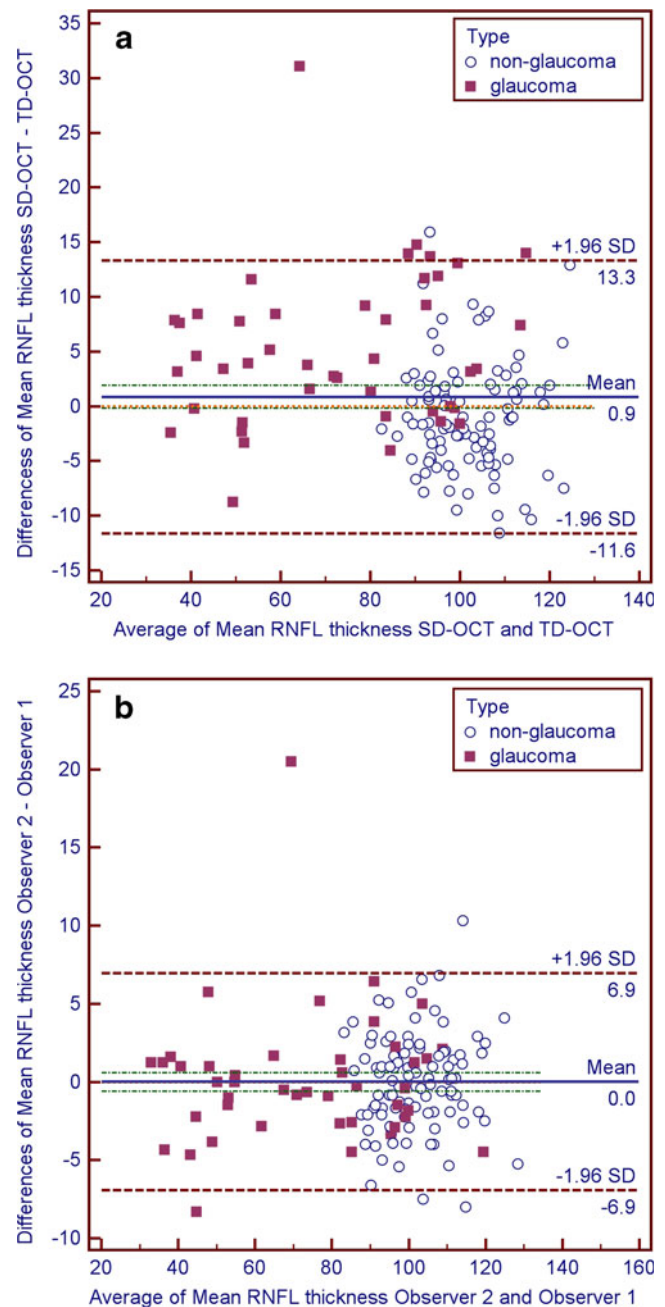 a
Type
non-glaucoma
glaucoma
Differencess of Mean RNFL thickness SD-OCT - TD-OCT
35
30
25
20
15
10
5
0
-5
-10
-15
+1.96 SD
13.3
Mean
0.9
-1.96 SD
-11.6
20 40 60 80 100 120 140
Average of Mean RNFL thickness SD-OCT and TD-OCT
b
Type
non-glaucoma
glaucoma
Differences of Mean RNFL thickness Observer 2 - Observer 1
25
20
15
10
5
0
-5
-10
+1.96 SD
6.9
Mean
0.0
-1.96 SD
-6.9
20 40 60 80 100 120 140 160
Average of Mean RNFL thickness Observer 2 and Observer 1